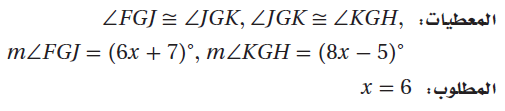 المعطيات: ∠FGJ ≅ ∠JGK, ∠JGK ≅ ∠KGH,
m∠FGJ = (6x + 7)°, m∠KGH = (8x − 5)°
المطلوب: x = 6